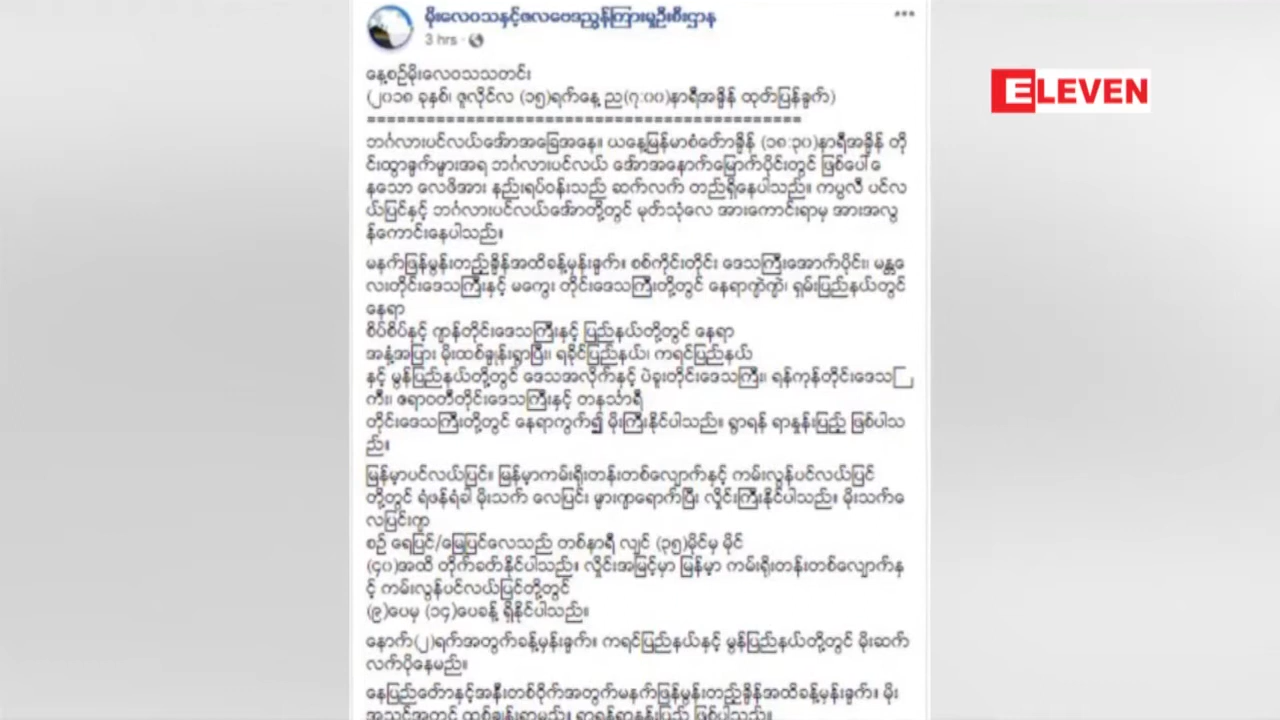 မိုးလေဝသနှင့်ဇလဗေဒညွှန်ကြားမှုဦးစီးဌာန
3 hrs
ELEVEN
နေ့စဉ်မိုးလေဝသသတင်း
(၂၀၁၈ ခုနှစ်၊ ဇူလိုင်လ (၁၅)ရက်နေ့ ည(၇:၀၀)နာရီအချိန် ထုတ်ပြန်ချက်)
==========================================
ဘင်္ဂလားပင်လယ်အော်အခြေအနေ။ ယနေ့မြန်မာစံတော်ချိန် (၁၈:၃၀)နာရီအချိန် တို
င်းထွာချက်များအရ ဘင်္ဂလားပင်လယ် အော်အနောက်မြောက်ပိုင်းတွင် ဖြစ်ပေါ် နေ
သော လေဖိအား နည်းရပ်ဝန်းသည် ဆက်လက် တည်ရှိနေပါသည်။ ကပ္ပလီ ပင်လ
ယ်ပြင်နှင့် ဘင်္ဂလားပင်လယ်အော်တို့တွင် မုတ်သုံလေ အားကောင်းရာမှ အားအလွ
န်ကောင်းနေပါသည်။
မနက်ဖြန်မွန်းတည့်ချိန်အထိခန့်မှန်းချက်။ စစ်ကိုင်းတိုင်း ဒေသကြီးအောက်ပိုင်း၊ မန္တလေ
းတိုင်းဒေသကြီးနှင့် မကွေး တိုင်းဒေသကြီးတို့တွင် နေရာကွဲကွဲ၊ ရှမ်းပြည်နယ်တွင်
နေရာ
စိပ်စိပ်နှင့် ကျန်တိုင်းဒေသကြီးနှင့် ပြည်နယ်တို့တွင် နေရာ
အနှံ့အပြား မိုးထစ်ချုန်းရွာပြီး၊ ရခိုင်ပြည်နယ်၊ ကရင်ပြည်နယ်
နှင့် မွန်ပြည်နယ်တို့တွင် ဒေသအလိုက်နှင့် ပဲခူးတိုင်းဒေသကြီး၊ ရန်ကုန်တိုင်းဒေသကြ
ကီး၊ ဧရာဝတီတိုင်းဒေသကြီးနှင့် တနင်္သာရီ
တိုင်းဒေသကြီးတို့တွင် နေရာကွက်၍ မိုးကြီးနိုင်ပါသည်။ ရွာရန် ရာနှုန်းပြည့် ဖြစ်ပါသ
ည်။
မြန်မာပင်လယ်ပြင်။ မြန်မာကမ်းရိုးတန်းတစ်လျှောက်နှင့် ကမ်းလွန်ပင်လယ်ပြင်
တို့တွင် ရံဖန်ရံခါ မိုးသက် လေပြင်း များကျရောက်ပြီး လှိုင်းကြီးနိုင်ပါသည်။ မိုးသက်
လေပြင်းကျ
စဉ် ရေပြင်/မြေပြင်လေသည် တစ်နာရီ လျှင် (၃၅)မိုင်မှ မိုင်
(၄၀)အထိ တိုက်ခတ်နိုင်ပါသည်။ လှိုင်းအမြင့်မှာ မြန်မာ့ ကမ်းရိုးတန်းတစ်လျှောက်နှ
င့် ကမ်းလွန်ပင်လယ်ပြင်တို့တွင်
(၉)ပေမှ (၁၄)ပေခန့် ရှိနိုင်ပါသည်။
နောက်(၂)ရက်အတွက်ခန့်မှန်းချက်။ ကရင်ပြည်နယ်နှင့် မွန်ပြည်နယ်တို့တွင် မိုးဆက်
လက်ပိုနေမည်။
နေပြည်တော်နှင့်အနီးတစ်ဝိုက်အတွက်မနက်ဖြန်မွန်းတည့်ချိန်အထိခန့်မှန်းချက်။ မိုး
အသင့်အတင့် ထစ်ချုန်းရွာမည်။ ရွာရန်ရာနှုန်းပြည့် ဖြစ်ပါသည်။